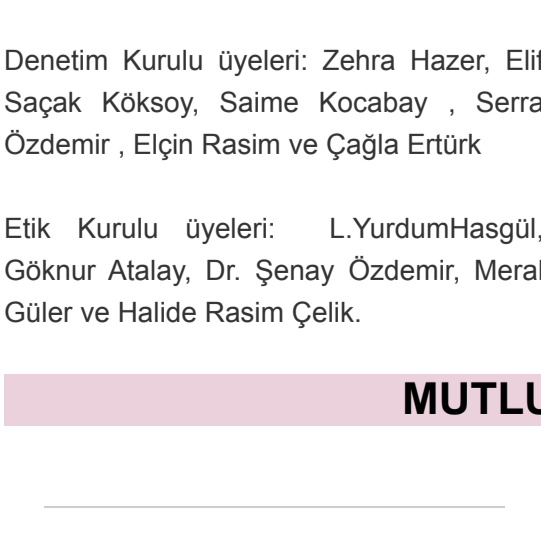 Denetim Kurulu üyeleri: Zehra Hazer, Elif
Saçak Köksoy, Saime Kocabay , Serra
Özdemir , Elçin Rasim ve Çağla Ertürk
Etik Kurulu üyeleri: L.YurdumHasgül,
Göknur Atalay, Dr. Şenay Özdemir, Meral
Güler ve Halide Rasim Çelik.
MUTLU